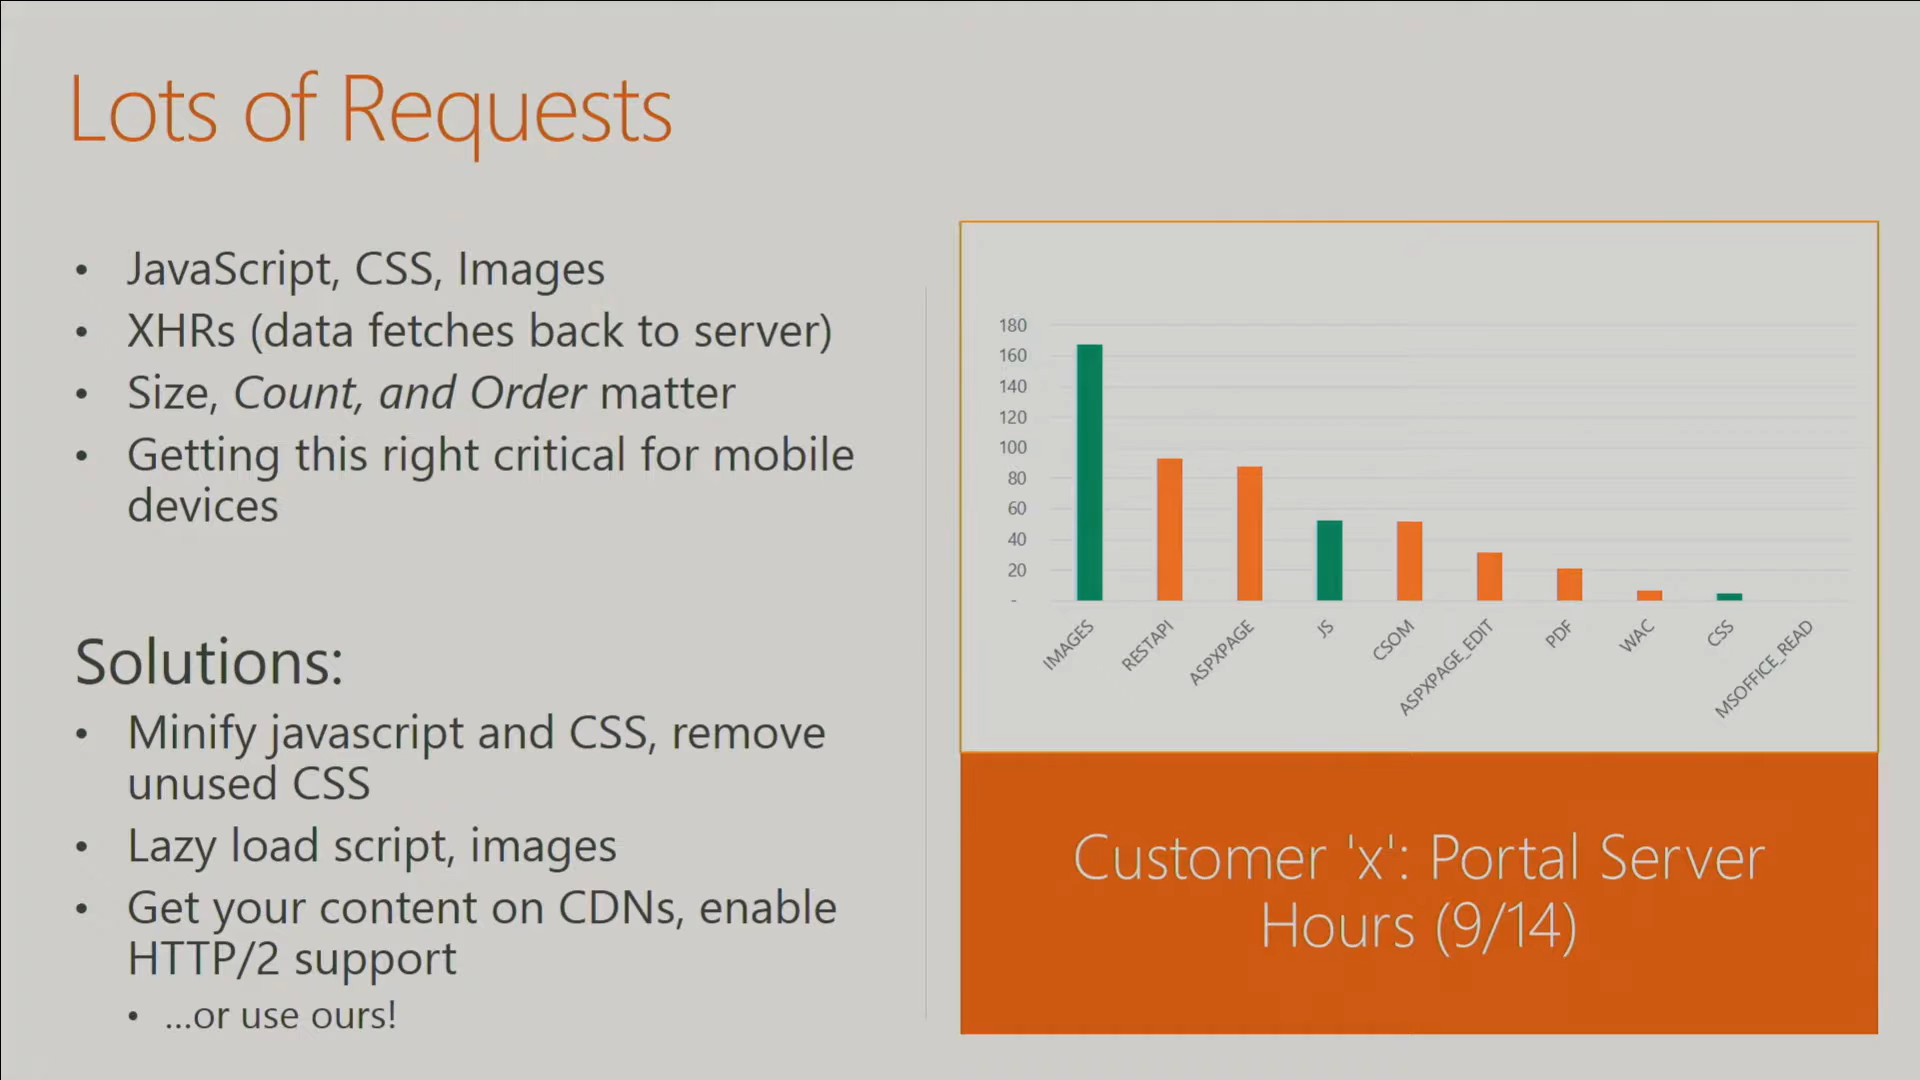 Lots of Requests
• JavaScript, CSS, Images
• XHRs (data fetches back to server)
• Size, Count, and Order matter
• Getting this right critical for mobile
devices
Solutions:
• Minify javascript and CSS, remove
unused CSS
• Lazy load script, images
• Get your content on CDNs, enable
HTTP/2 support
• ...or use ours!
180
160
140
120
100
80
60
40
20
-
IMAGES
RESTAPI
ASPXPAGE
JS
CSOM
ASPXPAGE_EDIT
PDF
WAC
CSS
MSOFFICE_READ
Customer 'x': Portal Server
Hours (9/14)